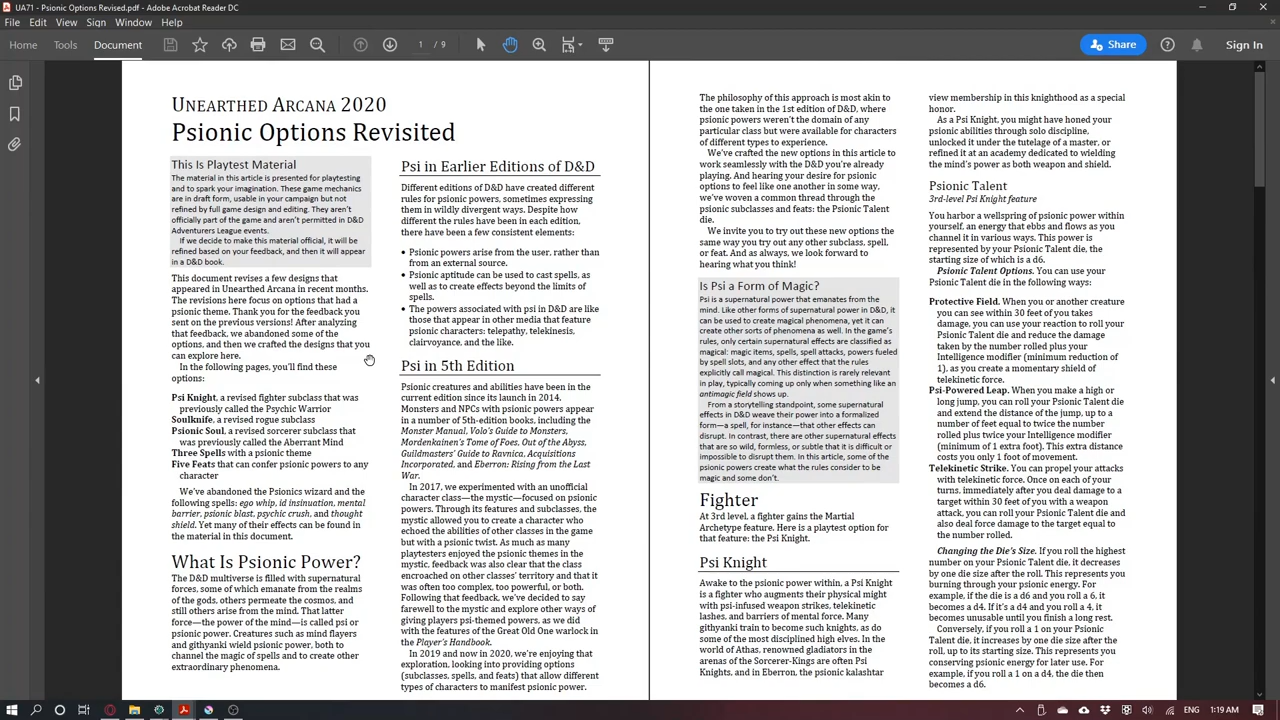 UA71 - Psionic Options Revised.pdf - Adobe Acrobat Reader DC
File Edit View Sign Window Help
Home Tools Document 1 / 9 Share Sign In
UNEARTHED ARCANA 2020
Psionic Options Revisited
This Is Playtest Material
The material in this article is presented for playtesting
and to spark your imagination. These game mechanics
are in draft form, usable in your campaign but not
refined by full game design and editing. They aren't
officially part of the game and aren't permitted in D&D
Adventurers League events.
If we decide to make this material official, it will be
refined based on your feedback, and then it will appear
in a D&D book.
This document revises a few designs that
appeared in Unearthed Arcana in recent months.
The revisions here focus on options that had a
psionic theme. Thank you for the feedback you
sent on the previous versions! After analyzing
that feedback, we abandoned some of the
options, and then we crafted the designs that you
can explore here.
In the following pages, you'll find these
options:
Psi Knight, a revised fighter subclass that was
previously called the Psychic Warrior
Soulknife, a revised rogue subclass
Psionic Soul, a revised sorcerer subclass that
was previously called the Aberrant Mind
Three Spells with a psionic theme
Five Feats that can confer psionic powers to any
character
We've abandoned the Psionics wizard and the
following spells: ego whip, id insinuation, mental
barrier, psionic blast, psychic crush, and thought
shield. Yet many of their effects can be found in
the material in this document.
What Is Psionic Power?
The D&D multiverse is filled with supernatural
forces, some of which emanate from the realms
of the gods, others permeate the cosmos, and
still others arise from the mind. That latter
force—the power of the mind—is called psi or
psionic power. Creatures such as mind flayers
and githyanki wield psionic power, both to
channel the magic of spells and to create other
extraordinary phenomena.
Psi in Earlier Editions of D&D
Different editions of D&D have created different
rules for psionic powers, sometimes expressing
them in wildly divergent ways. Despite how
different the rules have been in each edition,
there have been a few consistent elements:
• Psionic powers arise from the user, rather than
from an external source.
• Psionic aptitude can be used to cast spells, as
well as to create effects beyond the limits of
spells.
• The powers associated with psi in D&D are like
those that appear in other media that feature
psionic characters: telepathy, telekinesis,
clairvoyance, and the like.
Psi in 5th Edition
Psionic creatures and abilities have been in the
current edition since its launch in 2014.
Monsters and NPCs with psionic powers appear
in a number of 5th-edition books, including the
Monster Manual, Volo's Guide to Monsters,
Mordenkainen's Tome of Foes, Out of the Abyss,
Guildmasters' Guide to Ravnica, Acquisitions
Incorporated, and Eberron: Rising from the Last
War.
In 2017, we experimented with an unofficial
character class—the mystic—focused on psionic
powers. Through its features and subclasses, the
mystic allowed you to create a character who
echoed the abilities of other classes in the game
but with a psionic twist. As much as many
playtesters enjoyed the psionic themes in the
mystic, feedback was also clear that the class
encroached on other classes' territory and that it
was often too complex, too powerful, or both.
Following that feedback, we've decided to say
farewell to the mystic and explore other ways of
giving players psi-themed powers, as we did
with the features of the Great Old One warlock in
the Player's Handbook.
In 2019 and now in 2020, we're enjoying that
exploration, looking into providing options
(subclasses, spells, and feats) that allow different
types of characters to manifest psionic power.
The philosophy of this approach is most akin to
the one taken in the 1st edition of D&D, where
psionic powers weren't the domain of any
particular class but were available for characters
of different types to experience.
We've crafted the new options in this article to
work seamlessly with the D&D you're already
playing. And hearing your desire for psionic
options to feel like one another in some way,
we've woven a common thread through the
psionic subclasses and feats: the Psionic Talent
die.
We invite you to try out these new options the
same way you try out any other subclass, spell,
or feat. And as always, we look forward to
hearing what you think!
Is Psi a Form of Magic?
Psi is a supernatural power that emanates from the
mind. Like other forms of supernatural power in D&D, it
can be used to create magical phenomena, yet it can
create other sorts of phenomena as well. In the game's
rules, only certain supernatural effects are classified as
magical: magic items, spells, spell attacks, powers fueled
by spell slots, and any other effect that the rules
explicitly call magical. This distinction is rarely relevant
in play, typically coming up only when something like an
antimagic field shows up.
From a storytelling standpoint, some supernatural
effects in D&D weave their power into a formalized
form—a spell, for instance—that other effects can
disrupt. In contrast, there are other supernatural effects
that are so wild, formless, or subtle that it is difficult or
impossible to disrupt them. In this article, some of the
psionic powers create what the rules consider to be
magic and some don't.
Fighter
At 3rd level, a fighter gains the Martial
Archetype feature. Here is a playtest option for
that feature: the Psi Knight.
Psi Knight
Awake to the psionic power within, a Psi Knight
is a fighter who augments their physical might
with psi-infused weapon strikes, telekinetic
lashes, and barriers of mental force. Many
githyanki train to become such knights, as do
some of the most disciplined high elves. In the
world of Athas, renowned gladiators in the
arenas of the Sorcerer-Kings are often Psi
Knights, and in Eberron, the psionic kalashtar
view membership in this knighthood as a special
honor.
As a Psi Knight, you might have honed your
psionic abilities through solo discipline,
unlocked it under the tutelage of a master, or
refined it at an academy dedicated to wielding
the mind's power as both weapon and shield.
Psionic Talent
3rd-level Psi Knight feature
You harbor a wellspring of psionic power within
yourself, an energy that ebbs and flows as you
channel it in various ways. This power is
represented by your Psionic Talent die, the
starting size of which is a d6.
Psionic Talent Options. You can use your
Psionic Talent die in the following ways:
Protective Field. When you or another creature
you can see within 30 feet of you takes
damage, you can use your reaction to roll your
Psionic Talent die and reduce the damage
taken by the number rolled plus your
Intelligence modifier (minimum reduction of
1), as you create a momentary shield of
telekinetic force.
Psi-Powered Leap. When you make a high or
long jump, you can roll your Psionic Talent die
and extend the distance of the jump, up to a
number of feet equal to twice the number
rolled plus twice your Intelligence modifier
(minimum of 1 extra foot). This extra distance
costs you only 1 foot of movement.
Telekinetic Strike. You can propel your attacks
with telekinetic force. Once on each of your
turns, immediately after you deal damage to a
target within 30 feet of you with a weapon
attack, you can roll your Psionic Talent die and
also deal force damage to the target equal to
the number rolled.
Changing the Die's Size. If you roll the highest
number on your Psionic Talent die, it decreases
by one die size after the roll. This represents you
burning through your psionic energy. For
example, if the die is a d6 and you roll a 6, it
becomes a d4. If it's a d4 and you roll a 4, it
becomes unusable until you finish a long rest.
Conversely, if you roll a 1 on your Psionic
Talent die, it increases by one die size after the
roll, up to its starting size. This represents you
conserving psionic energy for later use. For
example, if you roll a 1 on a d4, the die then
becomes a d6.
ENG 1:19 AM